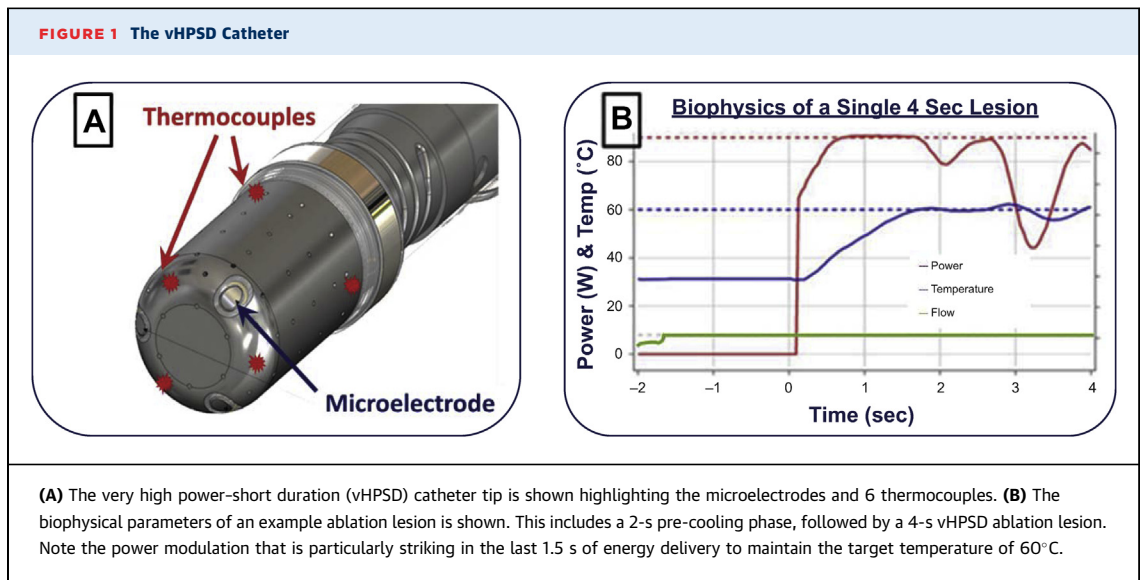 FIGURE 1 The vHPSD Catheter
A
Thermocouples
Microelectrode
B
Biophysics of a Single 4 Sec Lesion
Power (W) & Temp (˚C)
80
60
40
20
0
Power
Temperature
Flow
–2
–1
0
1
2
3
4
Time (sec)
(A) The very high power–short duration (vHPSD) catheter tip is shown highlighting the microelectrodes and 6 thermocouples. (B) The
biophysical parameters of an example ablation lesion is shown. This includes a 2-s pre-cooling phase, followed by a 4-s vHPSD ablation lesion.
Note the power modulation that is particularly striking in the last 1.5 s of energy delivery to maintain the target temperature of 60°C.